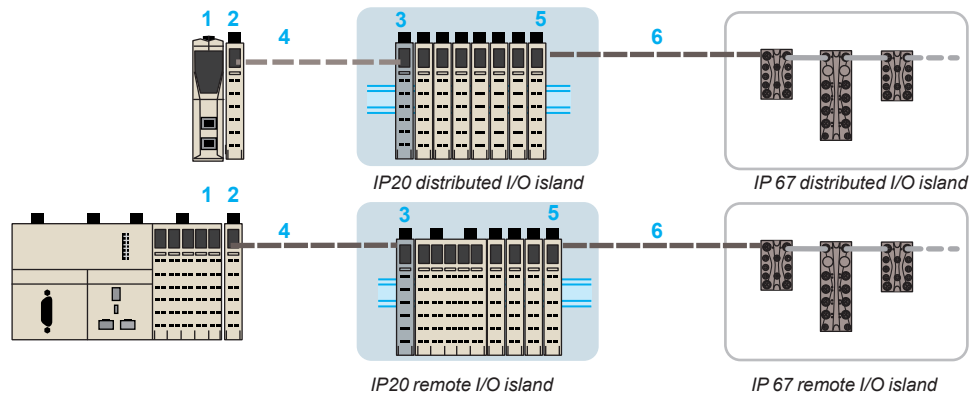 1 2 4 3 5 6
IP20 distributed I/O island IP 67 distributed I/O island
1 2 4 3 5 6
IP20 remote I/O island IP 67 remote I/O island